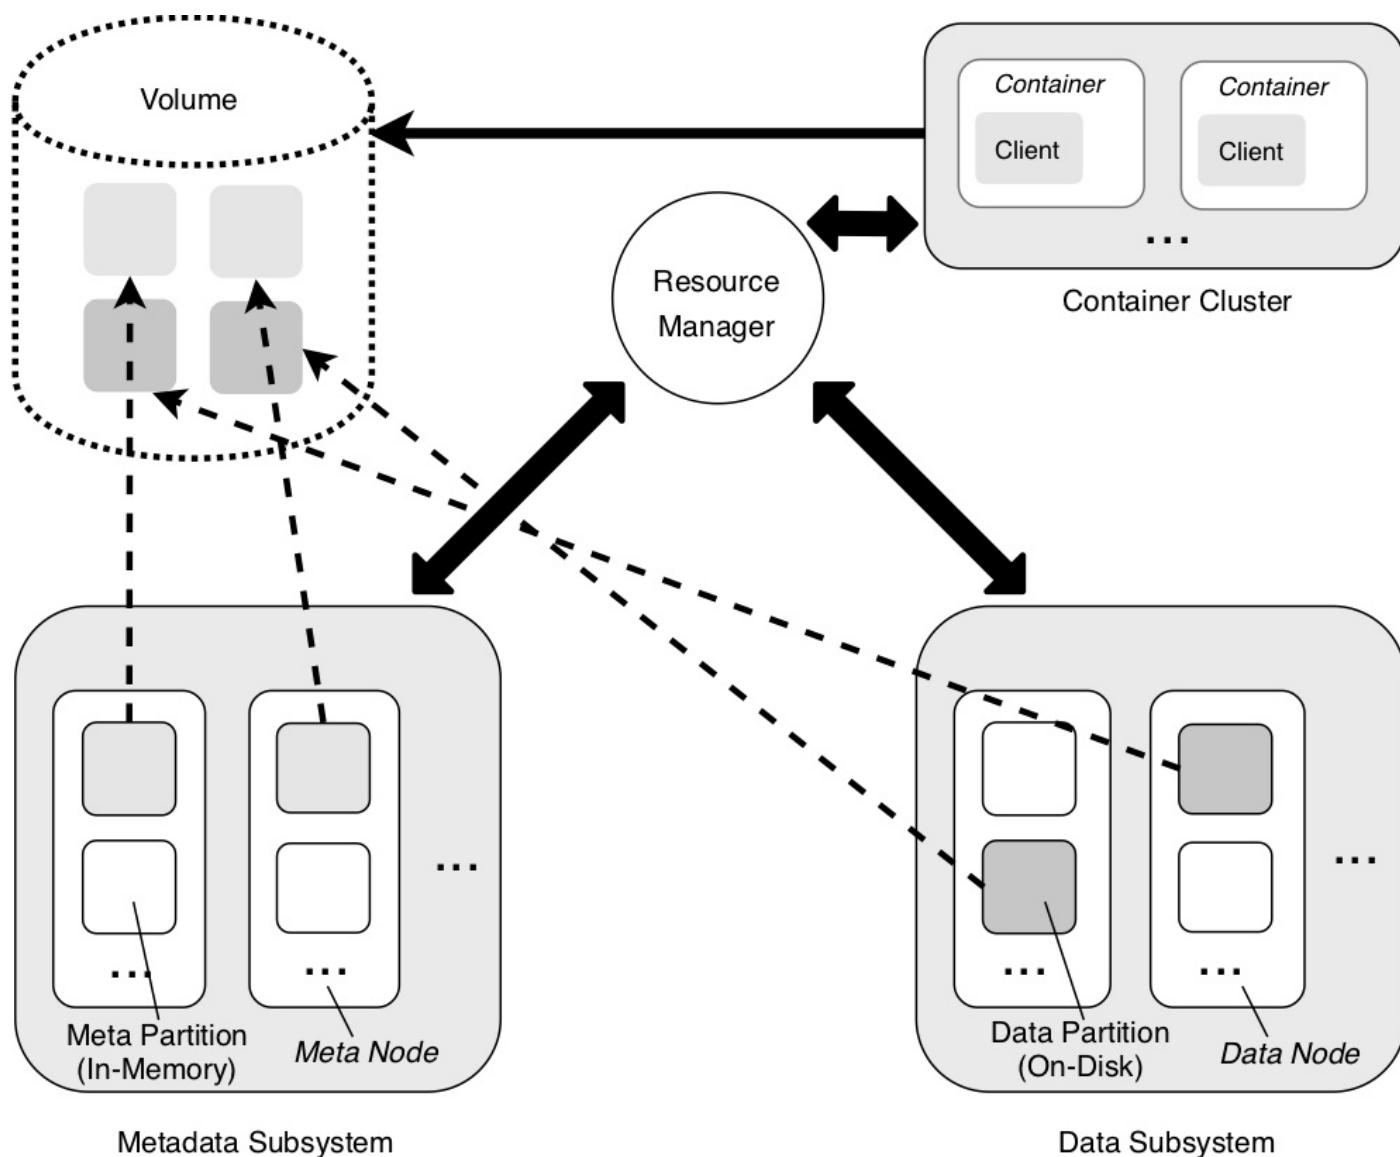 Volume
Container
Client
Container
Client
...
Container Cluster
Resource
Manager
...
...
...
Meta Partition
(In-Memory)
Meta Node
Metadata Subsystem
...
...
...
Data Partition
(On-Disk)
Data Node
Data Subsystem